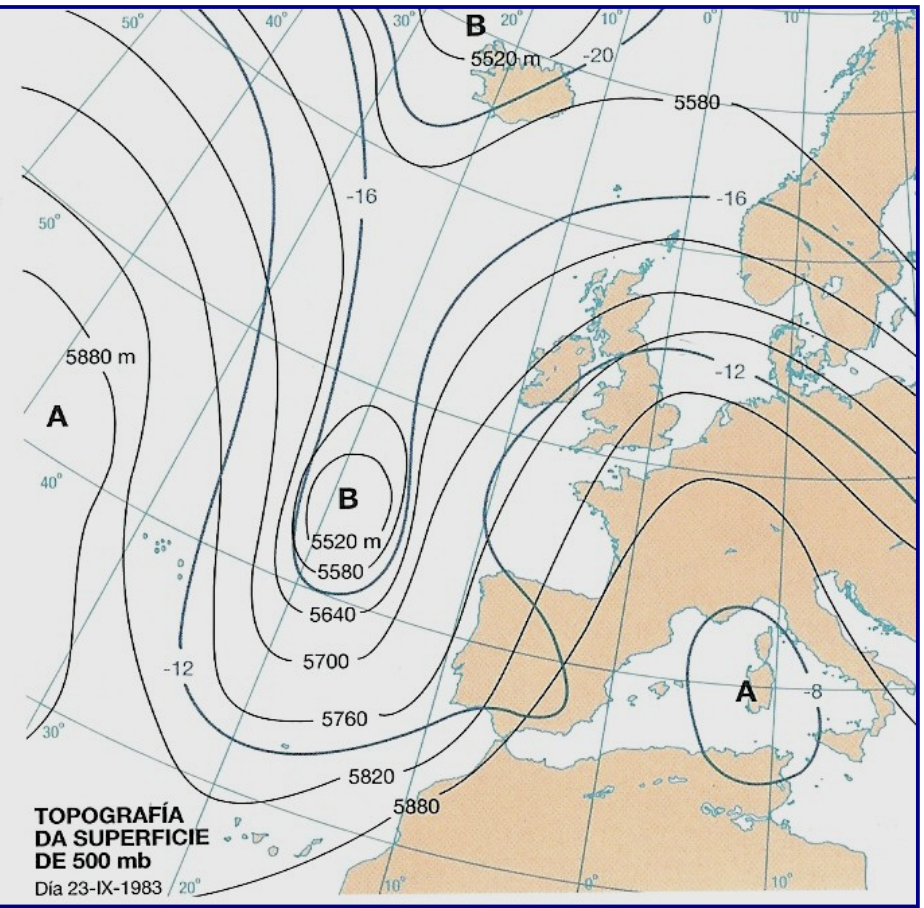 50° 40° 30° B 20° 10° 0° 10° 20°
5520 m -20
5580
-16 -16
50°
5880 m -12
A
40° B
5520 m
5580
5640
5700
-12 A -8
5760
30°
5820
5880
TOPOGRAFÍA
DA SUPERFICIE
DE 500 mb
Día 23-IX-1983 20° 10° 0° 10°